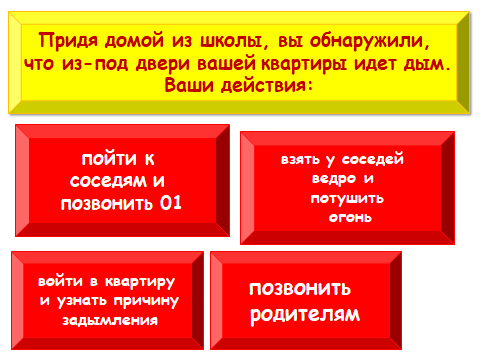 Придя домой из школы, вы обнаружили,
что из-под двери вашей квартиры идет дым.
Ваши действия:
пойти к
соседям и
позвонить 01
взять у соседей
ведро и
потушить
огонь
войти в квартиру
и узнать причину
задымления
позвонить
родителям